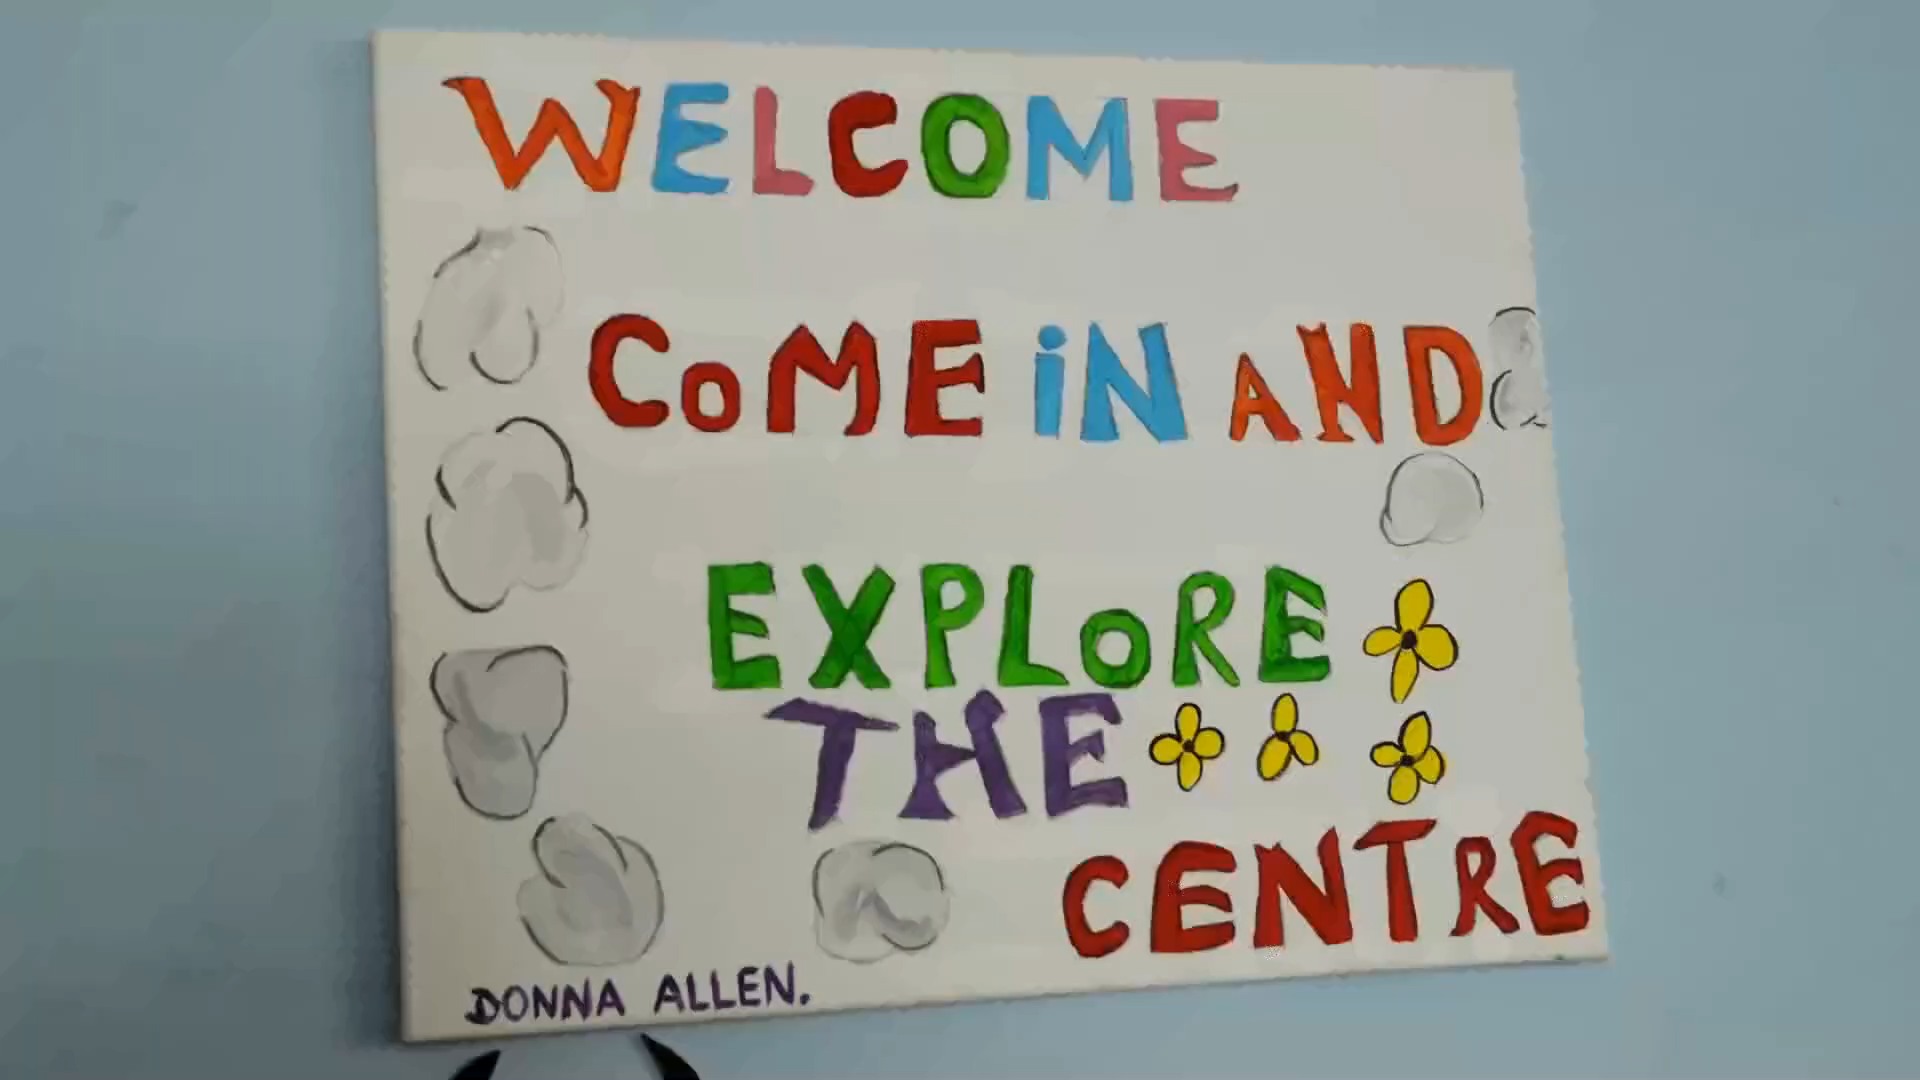 WELCOME
COME iN AND
EXPLORE
THE
CENTRE
DONNA ALLEN.